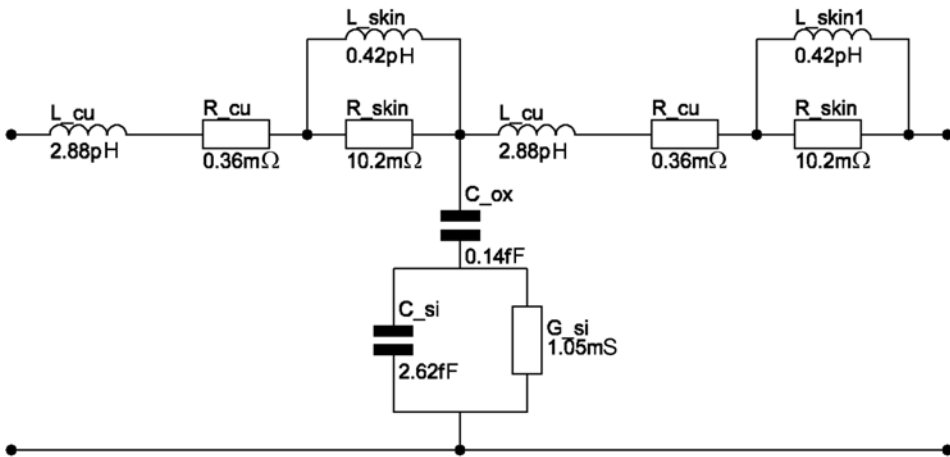 L_skin
0.42pH
L_skin1
0.42pH
L_cu
2.88pH
R_cu
0.36mΩ
R_skin
10.2mΩ
L_cu
2.88pH
R_cu
0.36mΩ
R_skin
10.2mΩ
C_ox
0.14fF
C_si
2.62fF
G_si
1.05mS